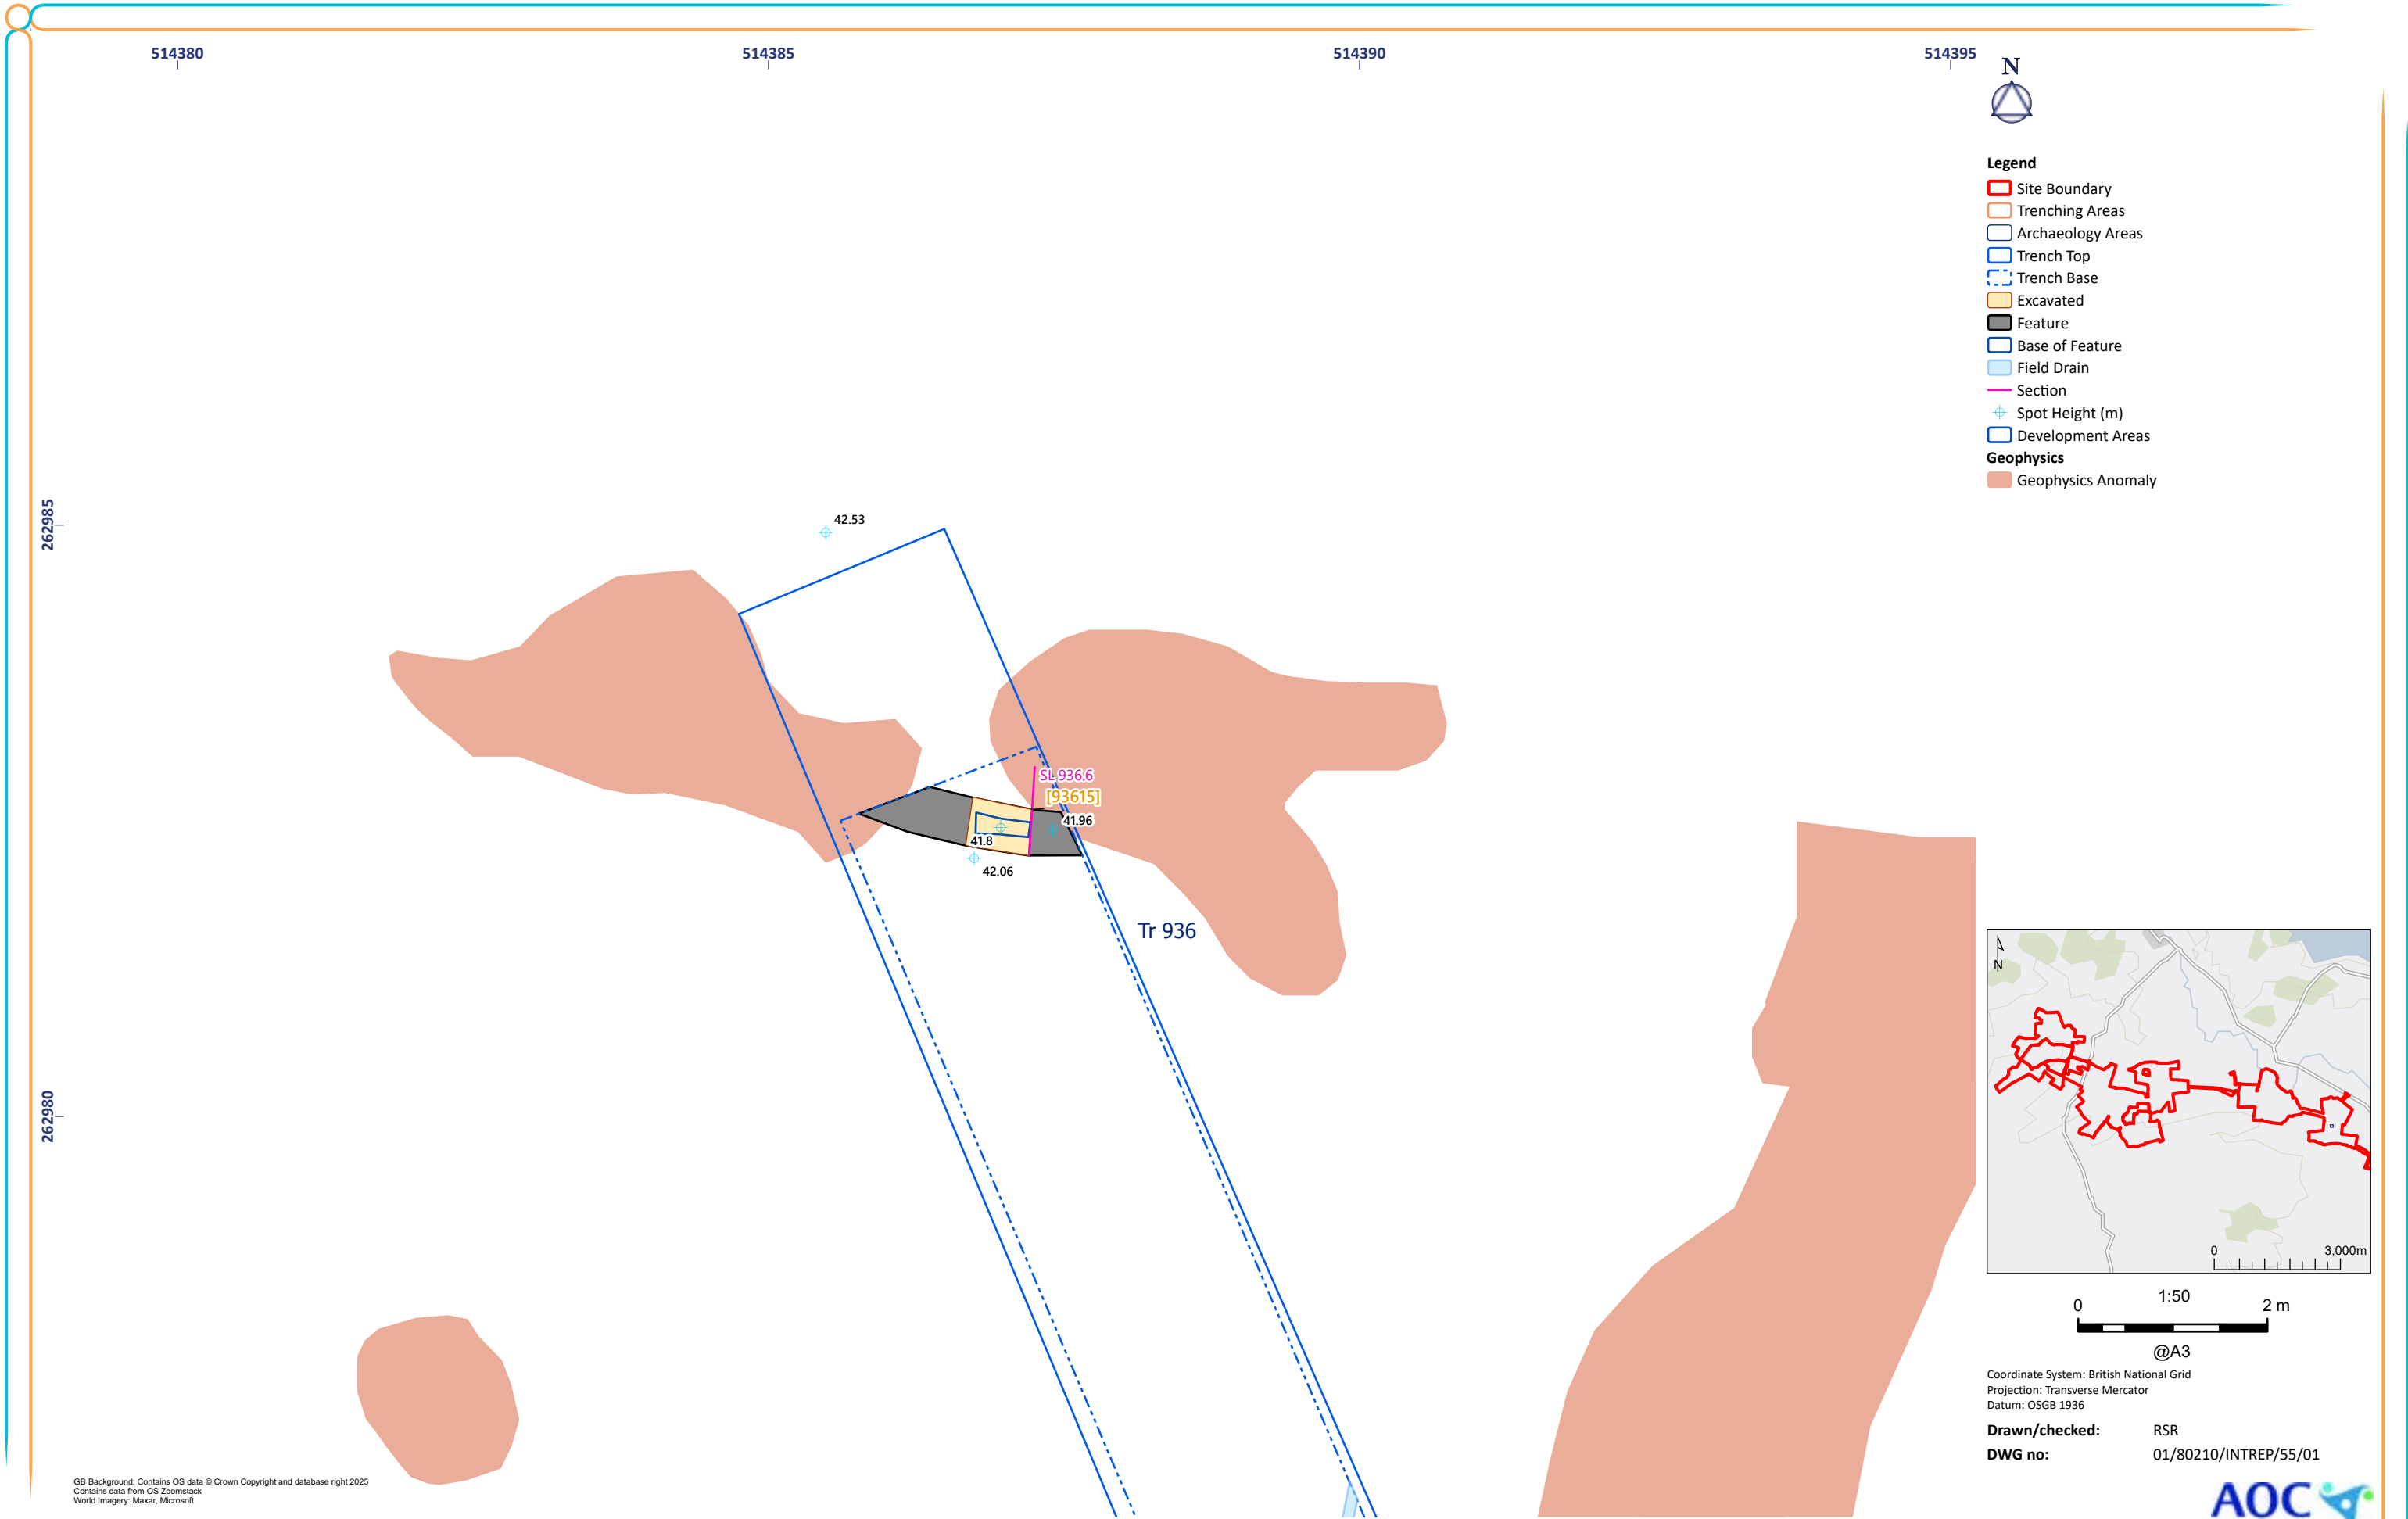 514380
514385
514390
514395
N
Legend
Site Boundary
Trenching Areas
Archaeology Areas
Trench Top
Trench Base
Excavated
Feature
Base of Feature
Field Drain
Section
Spot Height (m)
Development Areas
Geophysics
Geophysics Anomaly
262985
42.53
SL 936.6
[93615]
41.96
41.8
42.06
Tr 936
262980
N
0
3,000m
1:50
0
2 m
@A3
Coordinate System: British National Grid
Projection: Transverse Mercator
Datum: OSGB 1936
Drawn/checked: RSR
DWG no: 01/80210/INTREP/55/01
GB Background: Contains OS data © Crown Copyright and database right 2025
Contains data from OS Zoomstack
World Imagery: Maxar, Microsoft
AOC